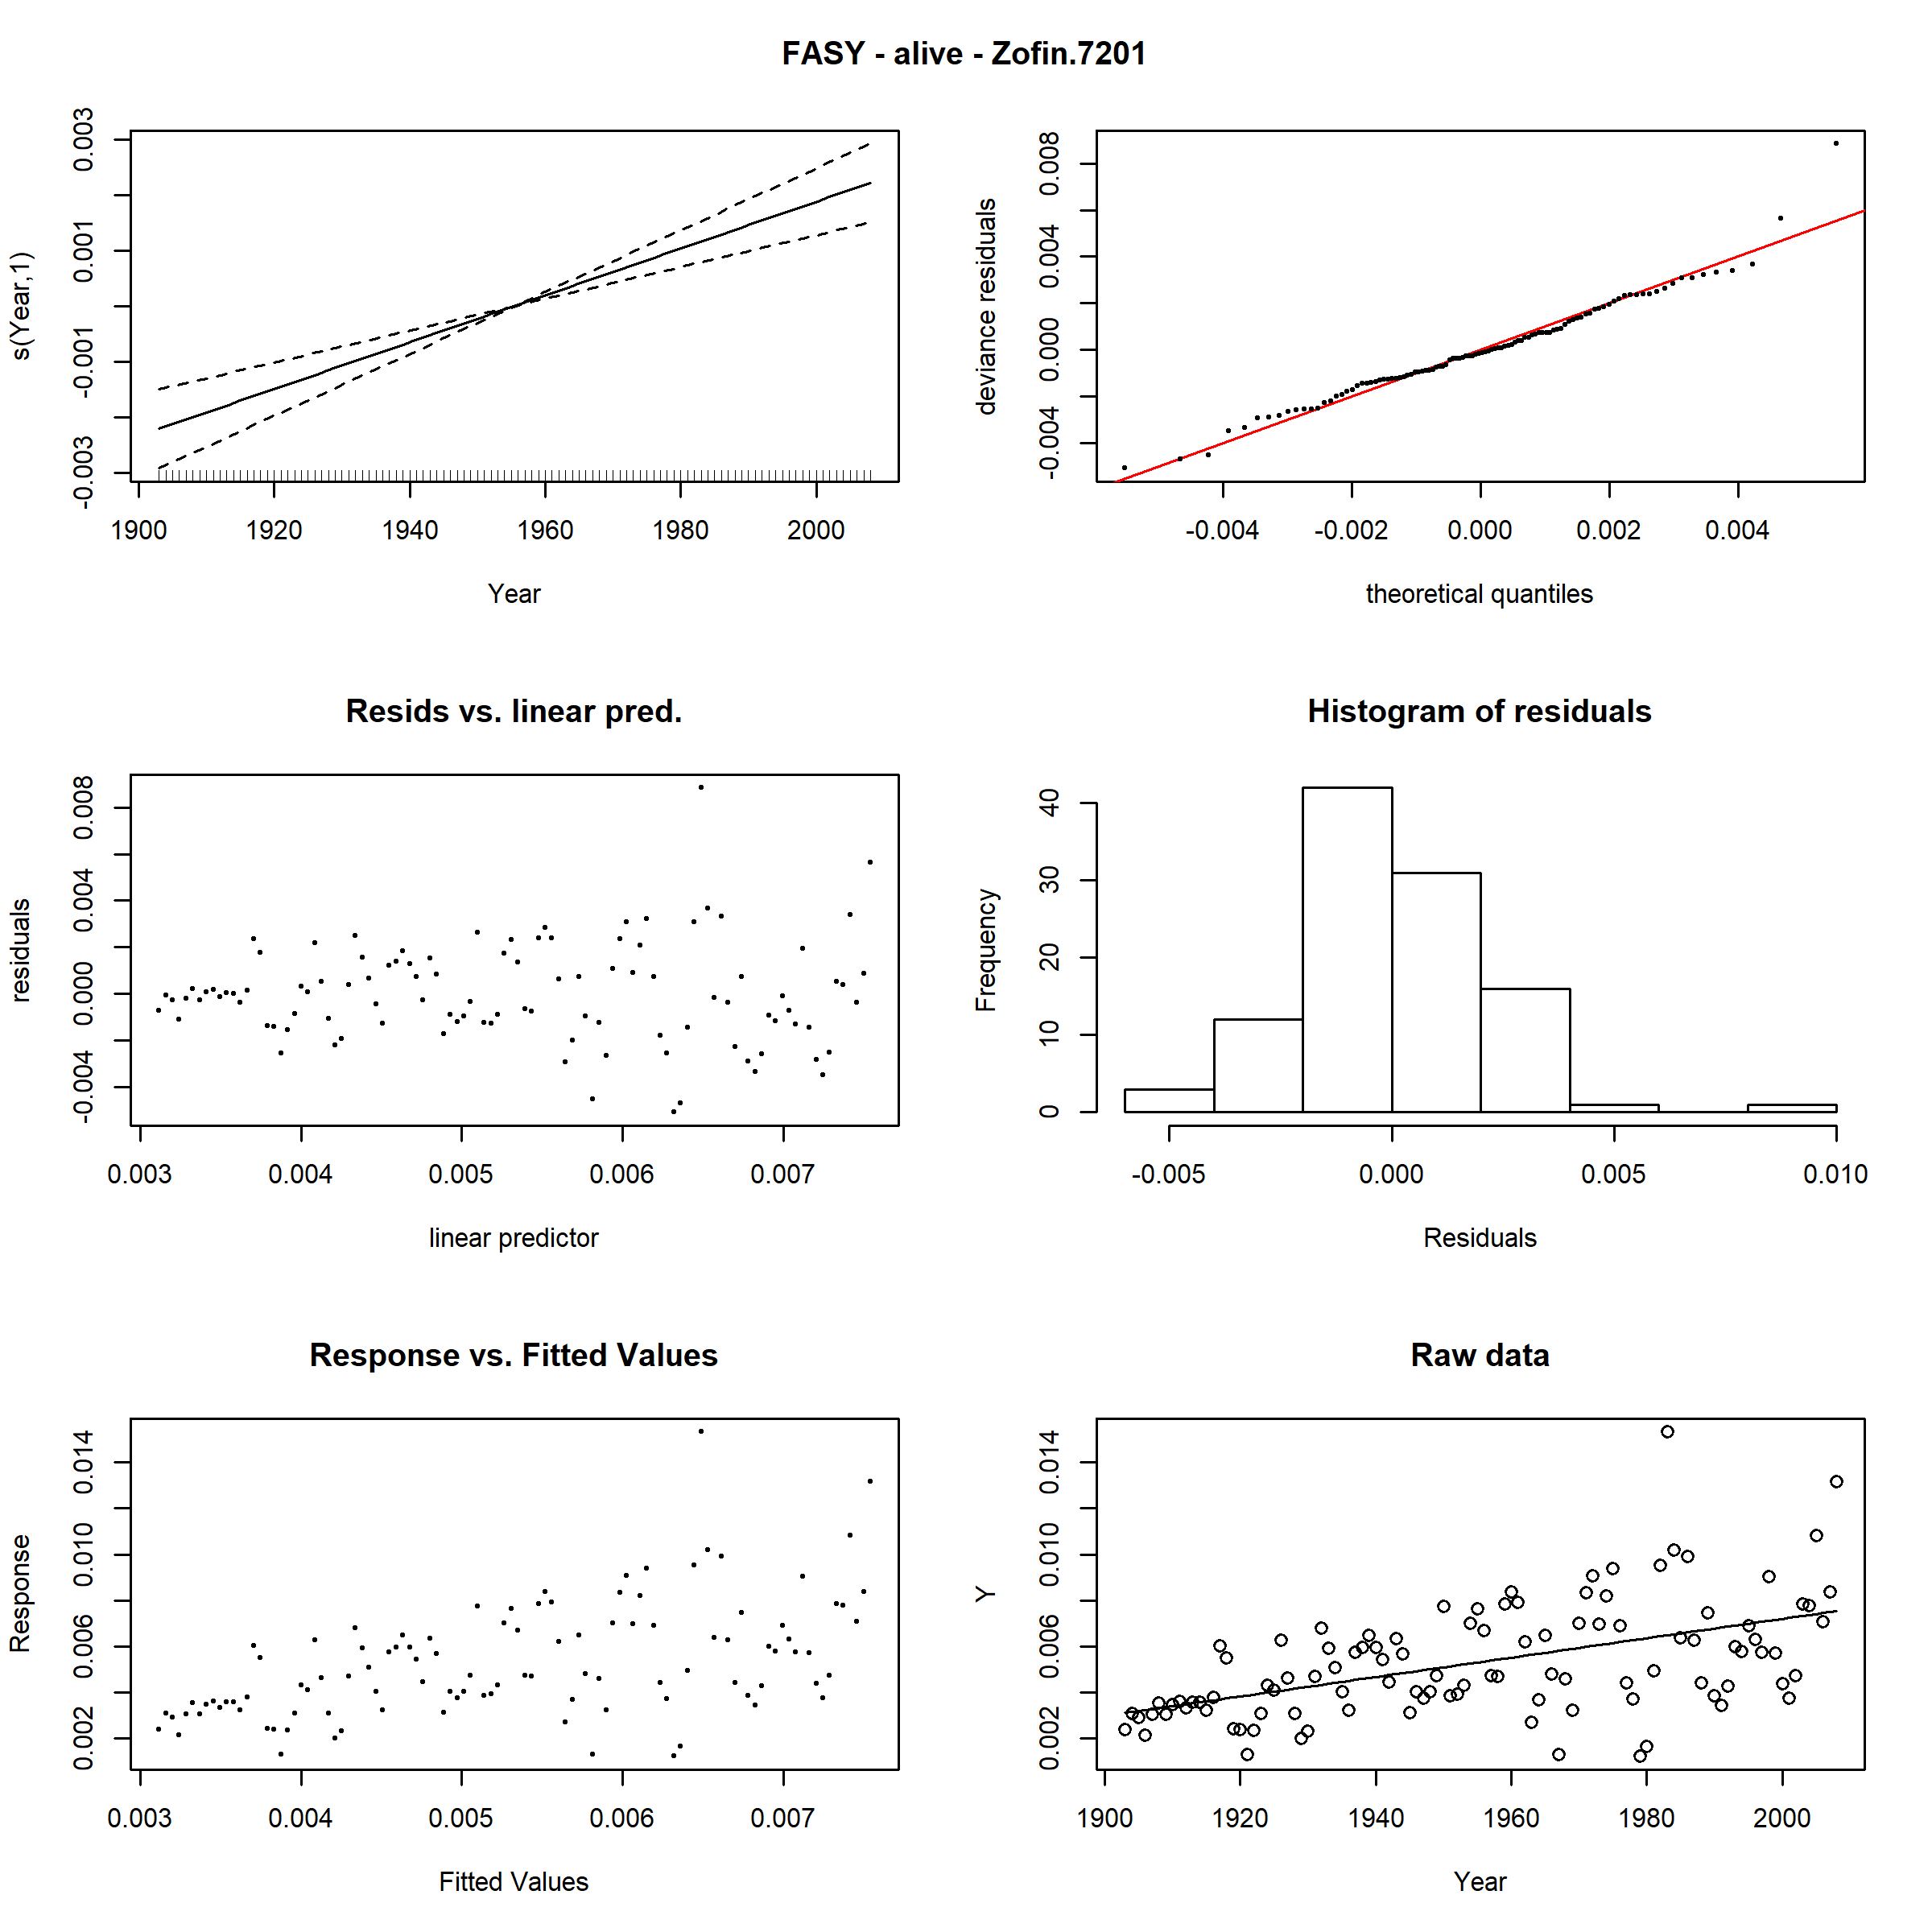 FASY - alive - Zofin.7201
s(Year,1)
-0.003 -0.001 0.001 0.003
1900 1920 1940 1960 1980 2000
Year
deviance residuals
-0.004 0.000 0.004 0.008
-0.004 -0.002 0.000 0.002 0.004
theoretical quantiles
Resids vs. linear pred.
residuals
-0.004 0.000 0.004 0.008
0.003 0.004 0.005 0.006 0.007
linear predictor
Histogram of residuals
Frequency
0 10 20 30 40
-0.005 0.000 0.005 0.010
Residuals
Response vs. Fitted Values
Response
0.002 0.006 0.010 0.014
0.003 0.004 0.005 0.006 0.007
Fitted Values
Raw data
Y
0.002 0.006 0.010 0.014
1900 1920 1940 1960 1980 2000
Year